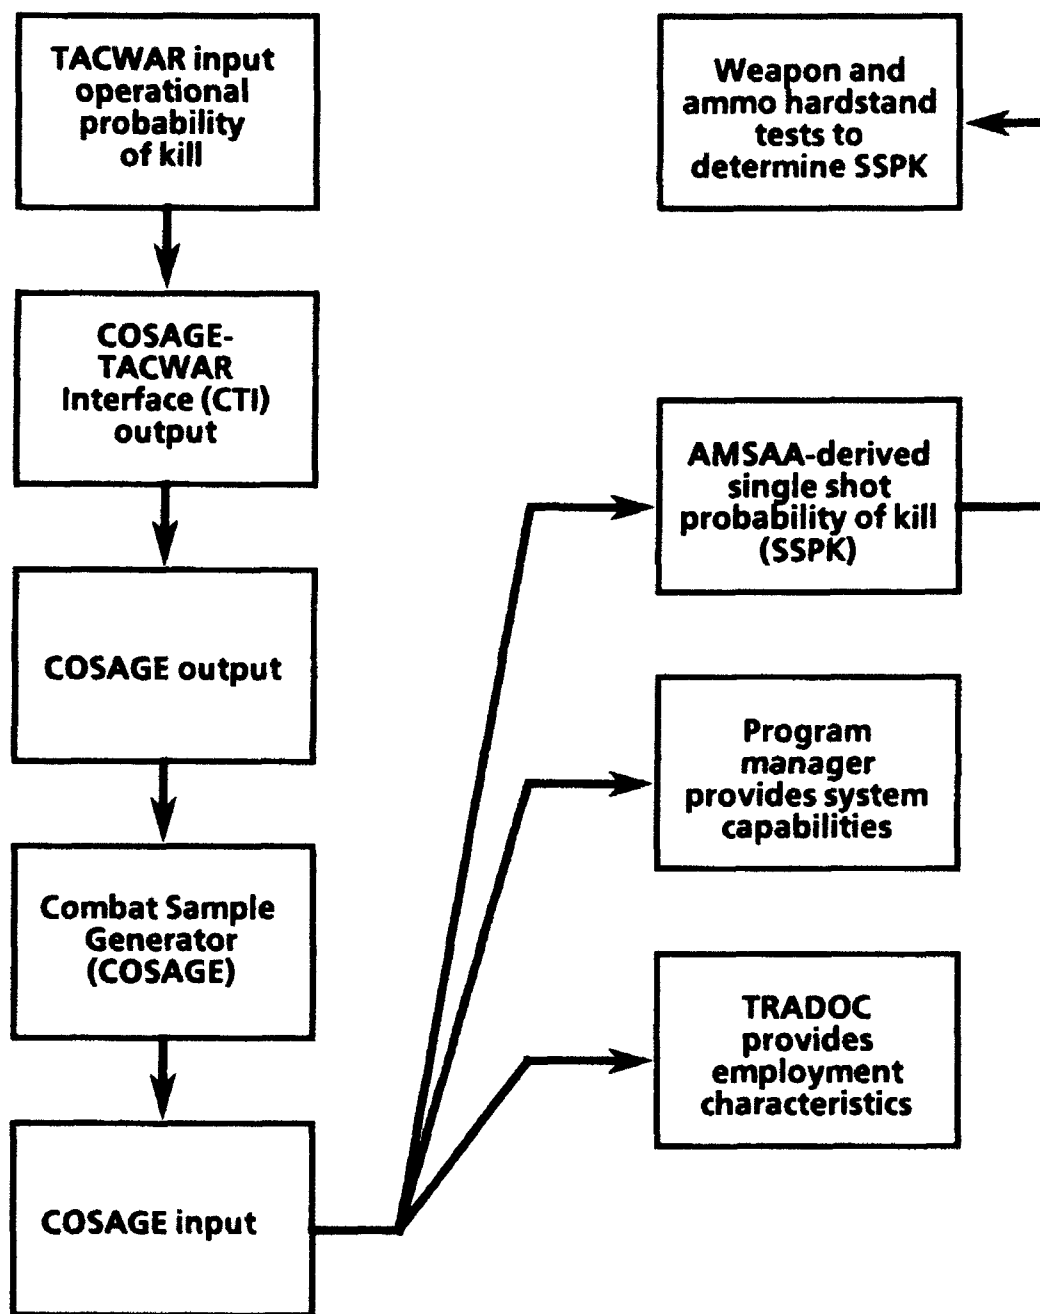 TACWAR input
operational
probability
of kill
COSAGE-
TACWAR
Interface (CTI)
output
COSAGE output
Combat Sample
Generator
(COSAGE)
COSAGE input
Weapon and
ammo hardstand
tests to
determine SSPK
AMSAA-derived
single shot
probability of kill
(SSPK)
Program
manager
provides system
capabilities
TRADOC
provides
employment
characteristics